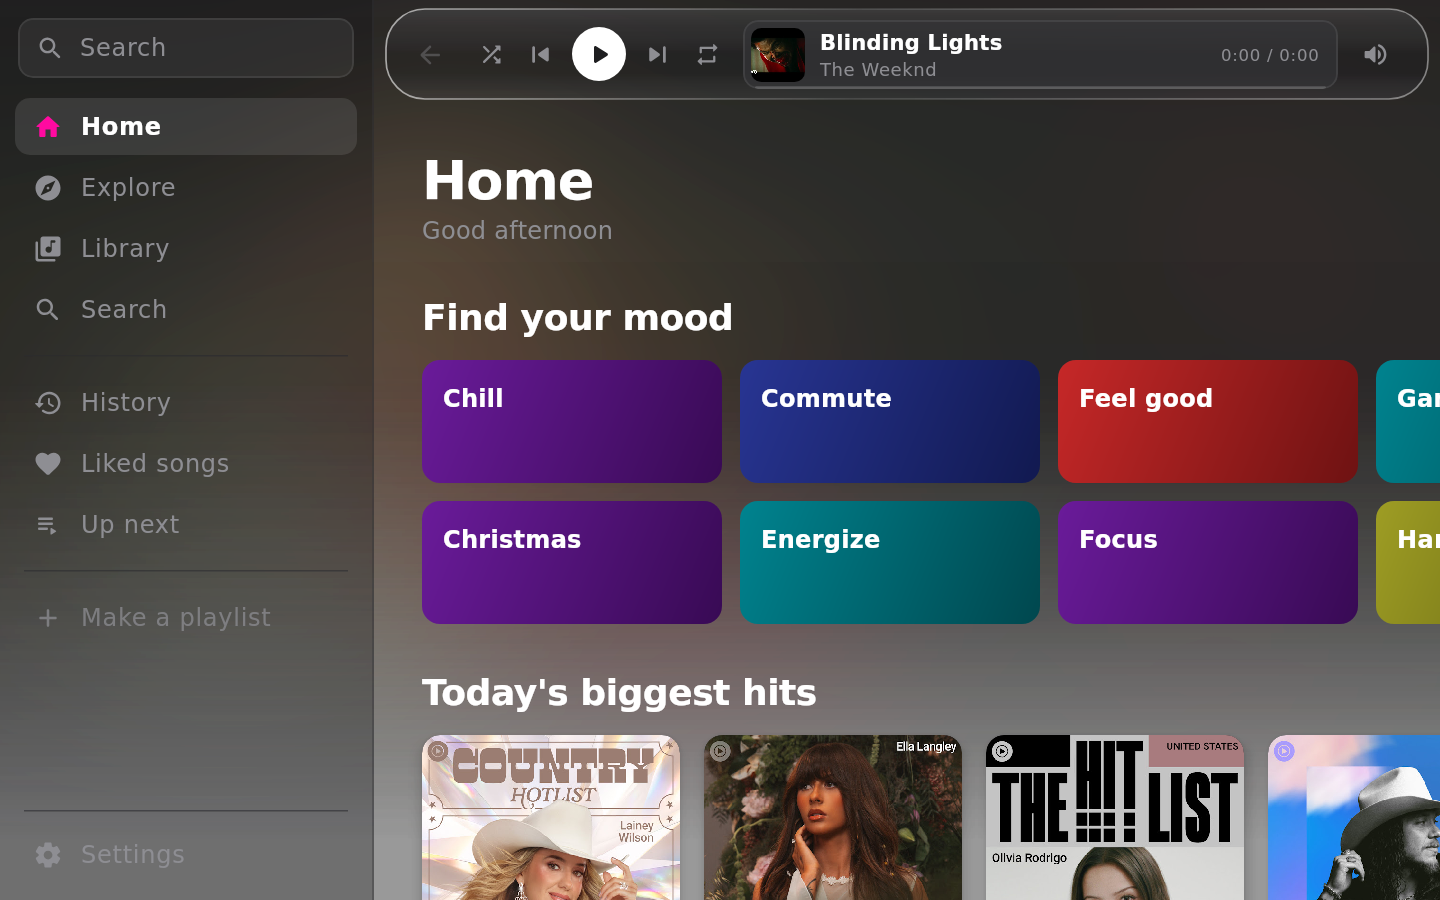 Search
Home
Explore
Library
Search
History
Liked songs
Up next
Make a playlist
Settings
Blinding Lights
The Weeknd
0:00 / 0:00
Home
Good afternoon
Find your mood
Chill
Commute
Feel good
Gar
Christmas
Energize
Focus
Har
Today's biggest hits
COUNTRY
HOTLIST
Lainey
Wilson
Ella Langley
UNITED STATES
THE HIT!!! LIST
Olivia Rodrigo